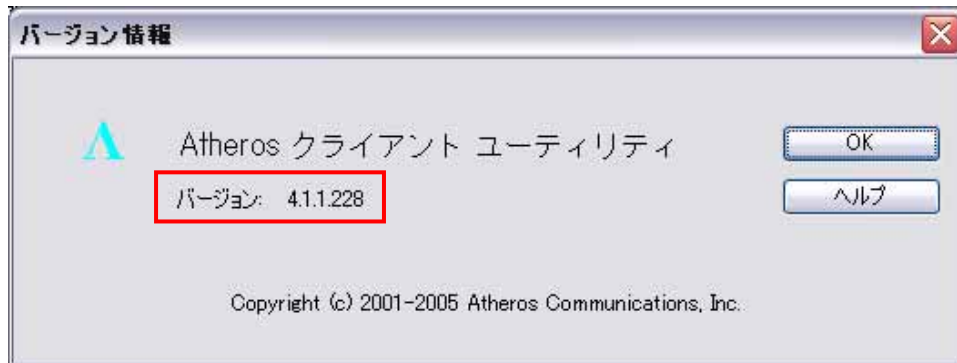 バージョン情報
Atheros クライアント ユーティリティ
OK
バージョン: 4.1.1.228
ヘルプ
Copyright (c) 2001-2005 Atheros Communications, Inc.